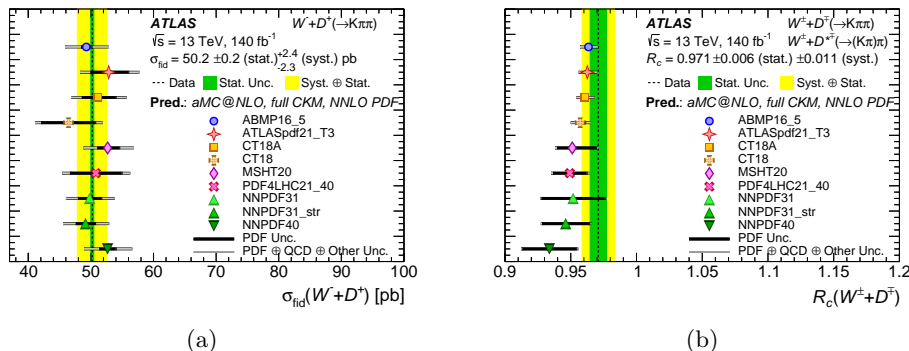 ATLAS W⁻+D⁺(→Kππ)
√s = 13 TeV, 140 fb⁻¹
σ_fid = 50.2 ±0.2 (stat.) +2.4 -2.3 (syst.) pb
Data Stat. Unc. Syst. ⊕ Stat.
Pred.: aMC@NLO, full CKM, NNLO PDF
ABMP16_5
ATLASpdf21_T3
CT18A
CT18
MSHT20
PDF4LHC21_40
NNPDF31
NNPDF31_str
NNPDF40
PDF Unc.
PDF ⊕ QCD ⊕ Other Unc.
40 50 60 70 80 90 100
σ_fid(W⁻+D⁺) [pb]
(a)
ATLAS W±+D∓(→Kππ)
√s = 13 TeV, 140 fb⁻¹ W±+D*∓(→(Kπ)π)
R_c = 0.971 ±0.006 (stat.) ±0.011 (syst.)
Data Stat. Unc. Syst. ⊕ Stat.
Pred.: aMC@NLO, full CKM, NNLO PDF
ABMP16_5
ATLASpdf21_T3
CT18A
CT18
MSHT20
PDF4LHC21_40
NNPDF31
NNPDF31_str
NNPDF40
PDF Unc.
PDF ⊕ QCD ⊕ Other Unc.
0.9 0.95 1 1.05 1.1 1.15 1.2
R_c(W±+D∓)
(b)